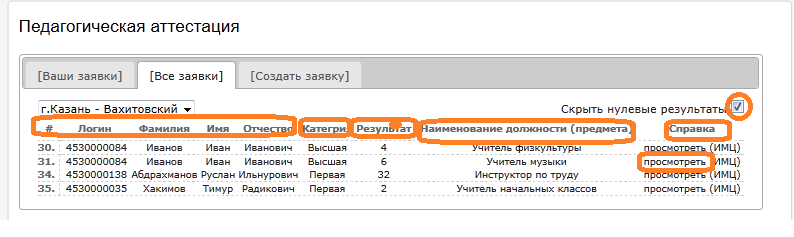 Педагогическая аттестация
[Ваши заявки] [Все заявки] [Создать заявку]
г.Казань - Вахитовский Скрыть нулевые результаты
# Логин Фамилия Имя Отчество Категрия Результат Наименование должности (предмета) Справка
30. 4530000084 Иванов Иван Иванович Высшая 4 Учитель физкультуры просмотреть (ИМЦ)
31. 4530000084 Иванов Иван Иванович Высшая 6 Учитель музыки просмотреть (ИМЦ)
34. 4530000138 Абдрахманов Руслан Ильнурович Первая 32 Инструктор по труду просмотреть (ИМЦ)
35. 4530000035 Хакимов Тимур Радикович Первая 2 Учитель начальных классов просмотреть (ИМЦ)